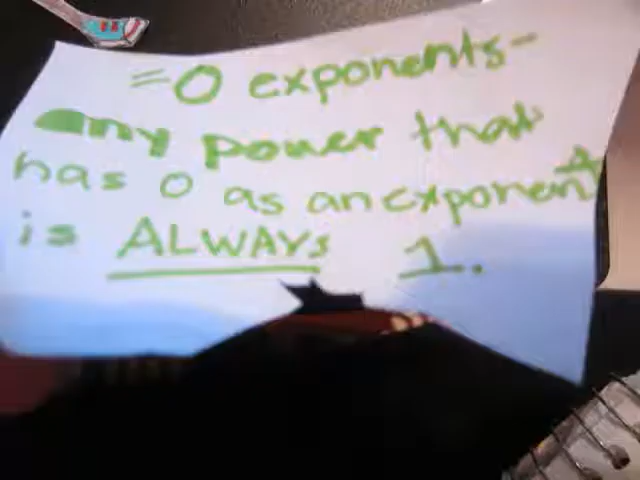 =0 exponents-
any power that
has 0 as an exponent
is ALWAYS 1.